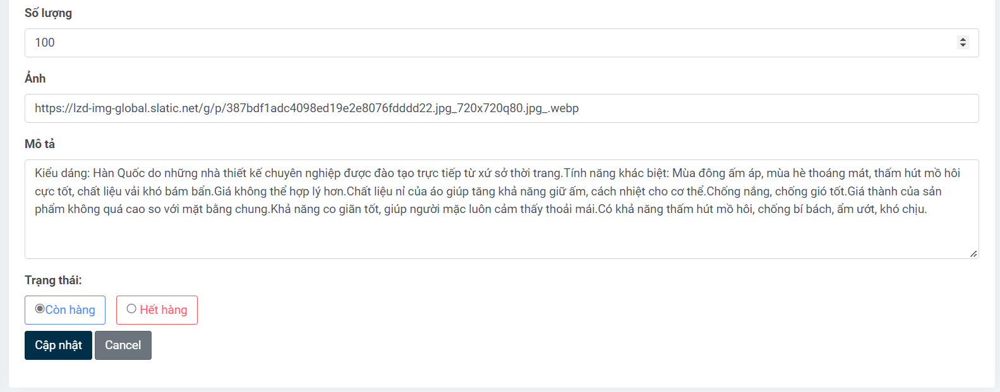 Số lượng
100
Ảnh
https://lzd-img-global.slatic.net/g/p/387bdf1adc4098ed19e2e8076fdddd22.jpg_720x720q80.jpg_.webp
Mô tả
Kiểu dáng: Hàn Quốc do những nhà thiết kế chuyên nghiệp được đào tạo trực tiếp từ xứ sở thời trang.Tính năng khác biệt: Mùa đông ấm áp, mùa hè thoáng mát, thấm hút mồ hôi
cực tốt, chất liệu vải khó bám bẩn.Giá không thể hợp lý hơn.Chất liệu nỉ của áo giúp tăng khả năng giữ ấm, cách nhiệt cho cơ thể.Chống nắng, chống gió tốt.Giá thành của sản
phẩm không quá cao so với mặt bằng chung.Khả năng co giãn tốt, giúp người mặc luôn cảm thấy thoải mái.Có khả năng thấm hút mồ hôi, chống bí bách, ẩm ướt, khó chịu.
Trạng thái:
Còn hàng Hết hàng
Cập nhật Cancel